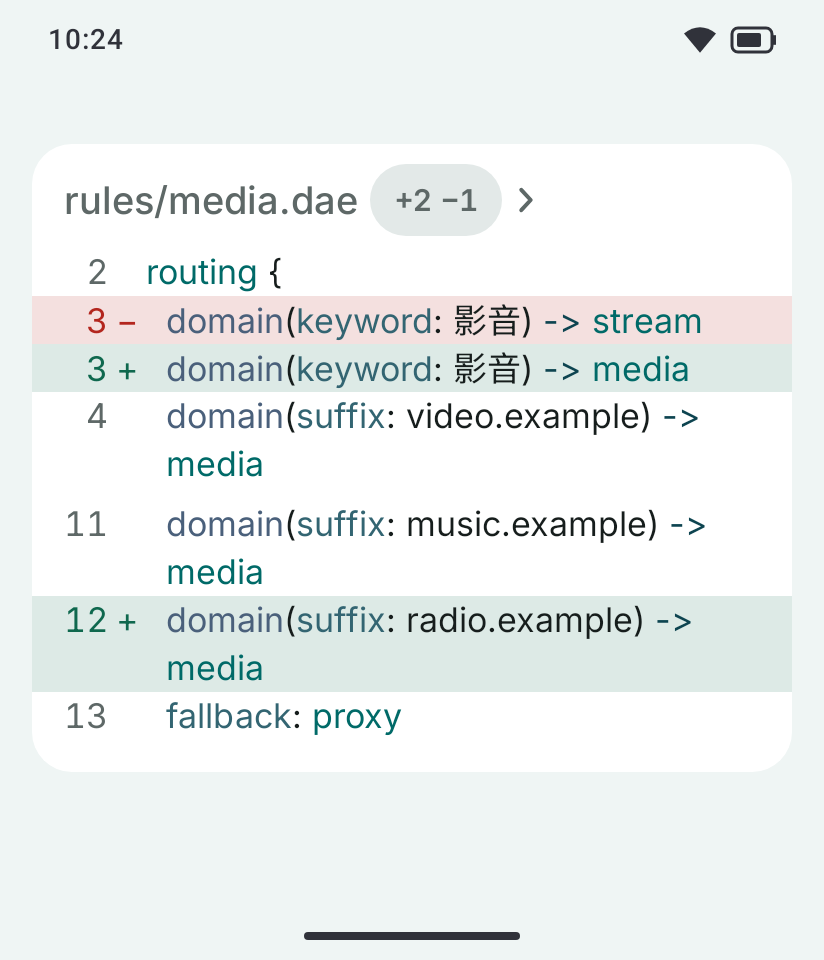 10:24
rules/media.dae +2 −1
2 routing {
3 − domain(keyword: 影音) -> stream
3 + domain(keyword: 影音) -> media
4 domain(suffix: video.example) ->
media
11 domain(suffix: music.example) ->
media
12 + domain(suffix: radio.example) ->
media
13 fallback: proxy